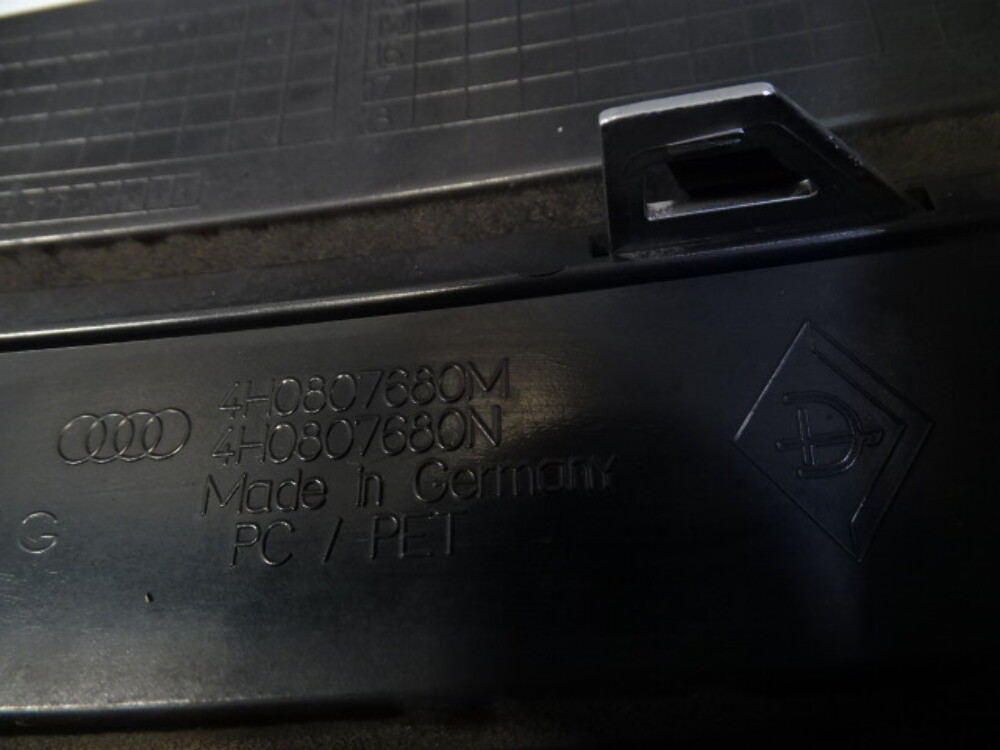 4H0807680M
4H0807680N
Made in Germany
PC / PET
G